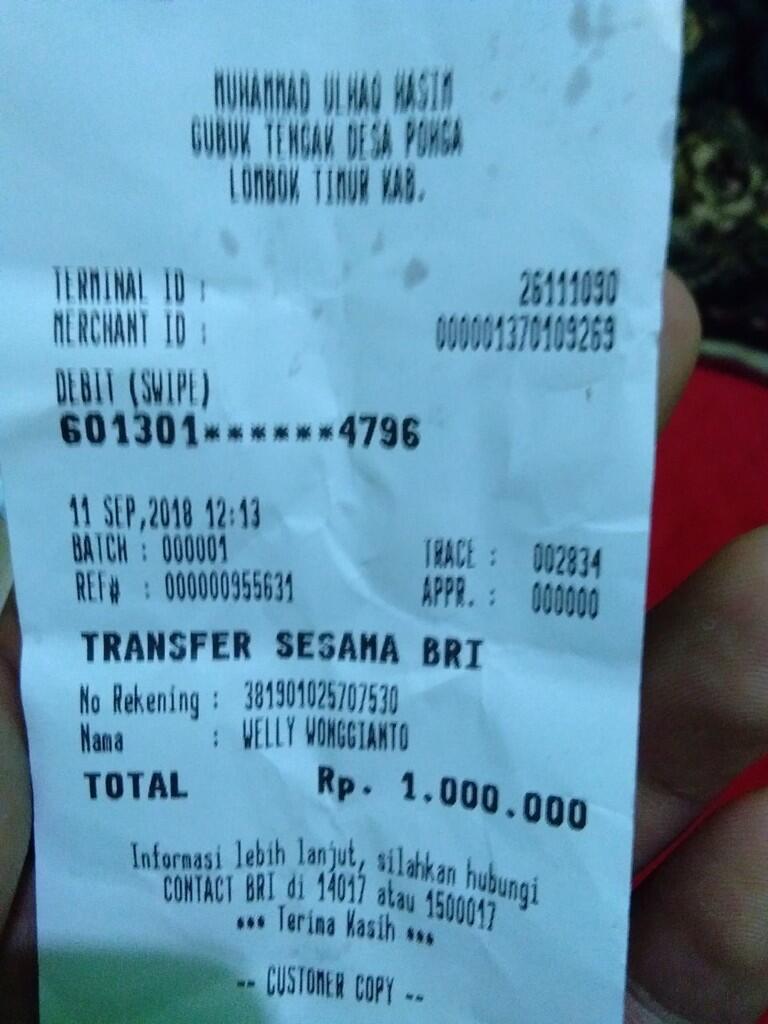 MUHAMMAD ULHAQ HASIM
GUBUK TENGAK DESA POHGA
LOMBOK TIMUR KAB.
TERMINAL ID : 26111090
MERCHANT ID : 000001370109269
DEBIT (SWIPE)
601301******4796
11 SEP,2018 12:13
BATCH : 000001 TRACE : 002834
REF# : 000000955631 APPR. : 000000
TRANSFER SESAMA BRI
No Rekening : 381901025707530
Nama : WELLY WONGGIANTO
TOTAL Rp. 1.000.000
Informasi lebih lanjut, silahkan hubungi
CONTACT BRI di 14017 atau 1500017
*** Terima Kasih ***
-- CUSTOMER COPY --